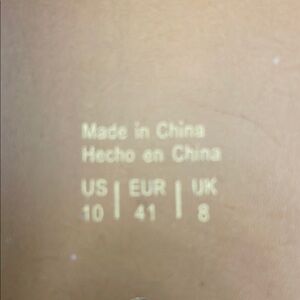 Made in China
Hecho en China
US | EUR | UK
10 | 41 | 8